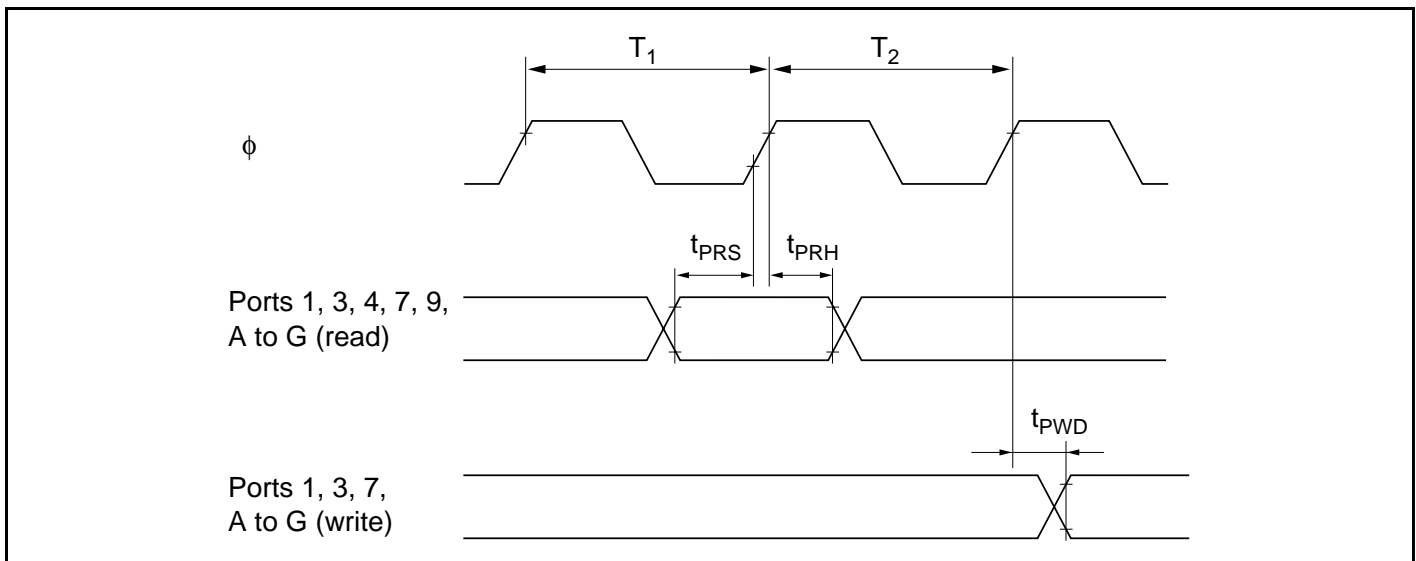 T1
T2
φ
tPRS
tPRH
Ports 1, 3, 4, 7, 9,
A to G (read)
tPWD
Ports 1, 3, 7,
A to G (write)